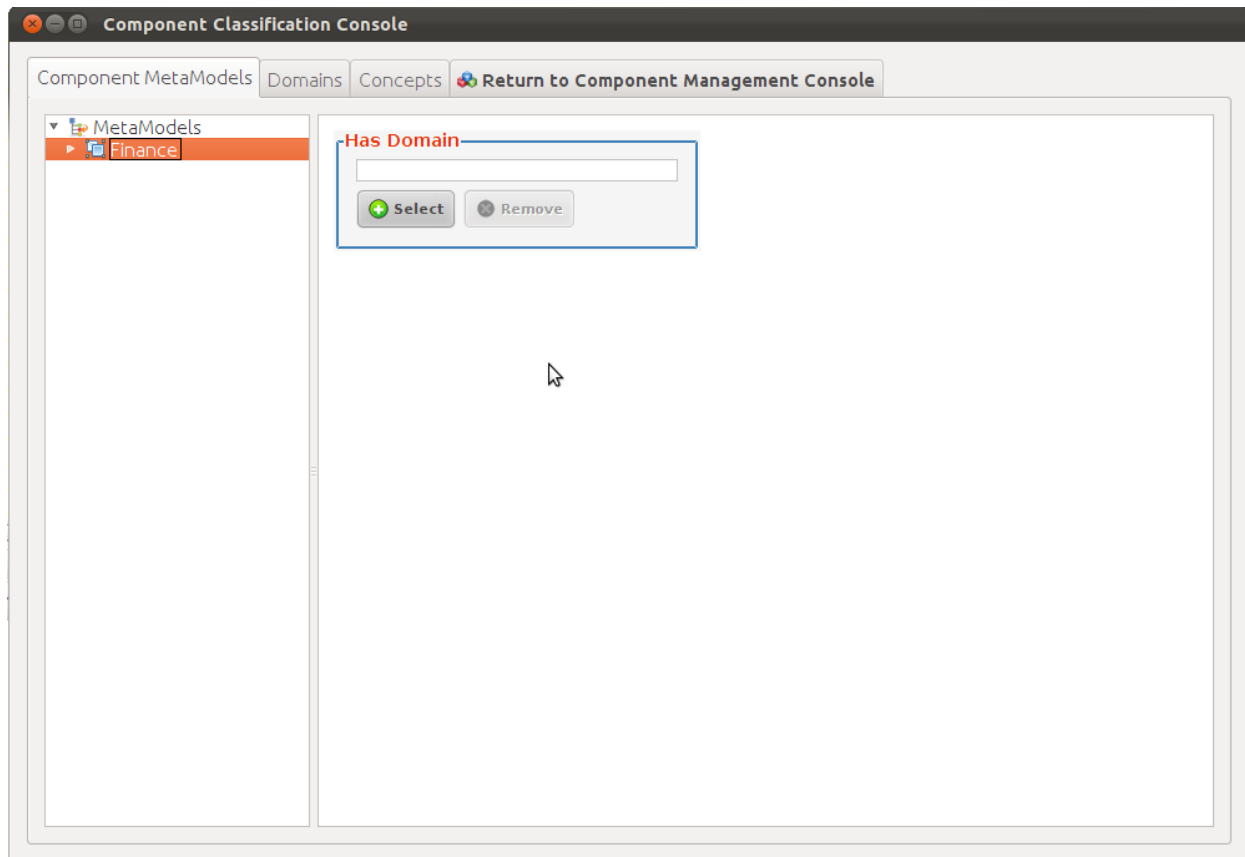 Component Classification Console
Component MetaModels Domains Concepts Return to Component Management Console
MetaModels
Finance
Has Domain
Select Remove